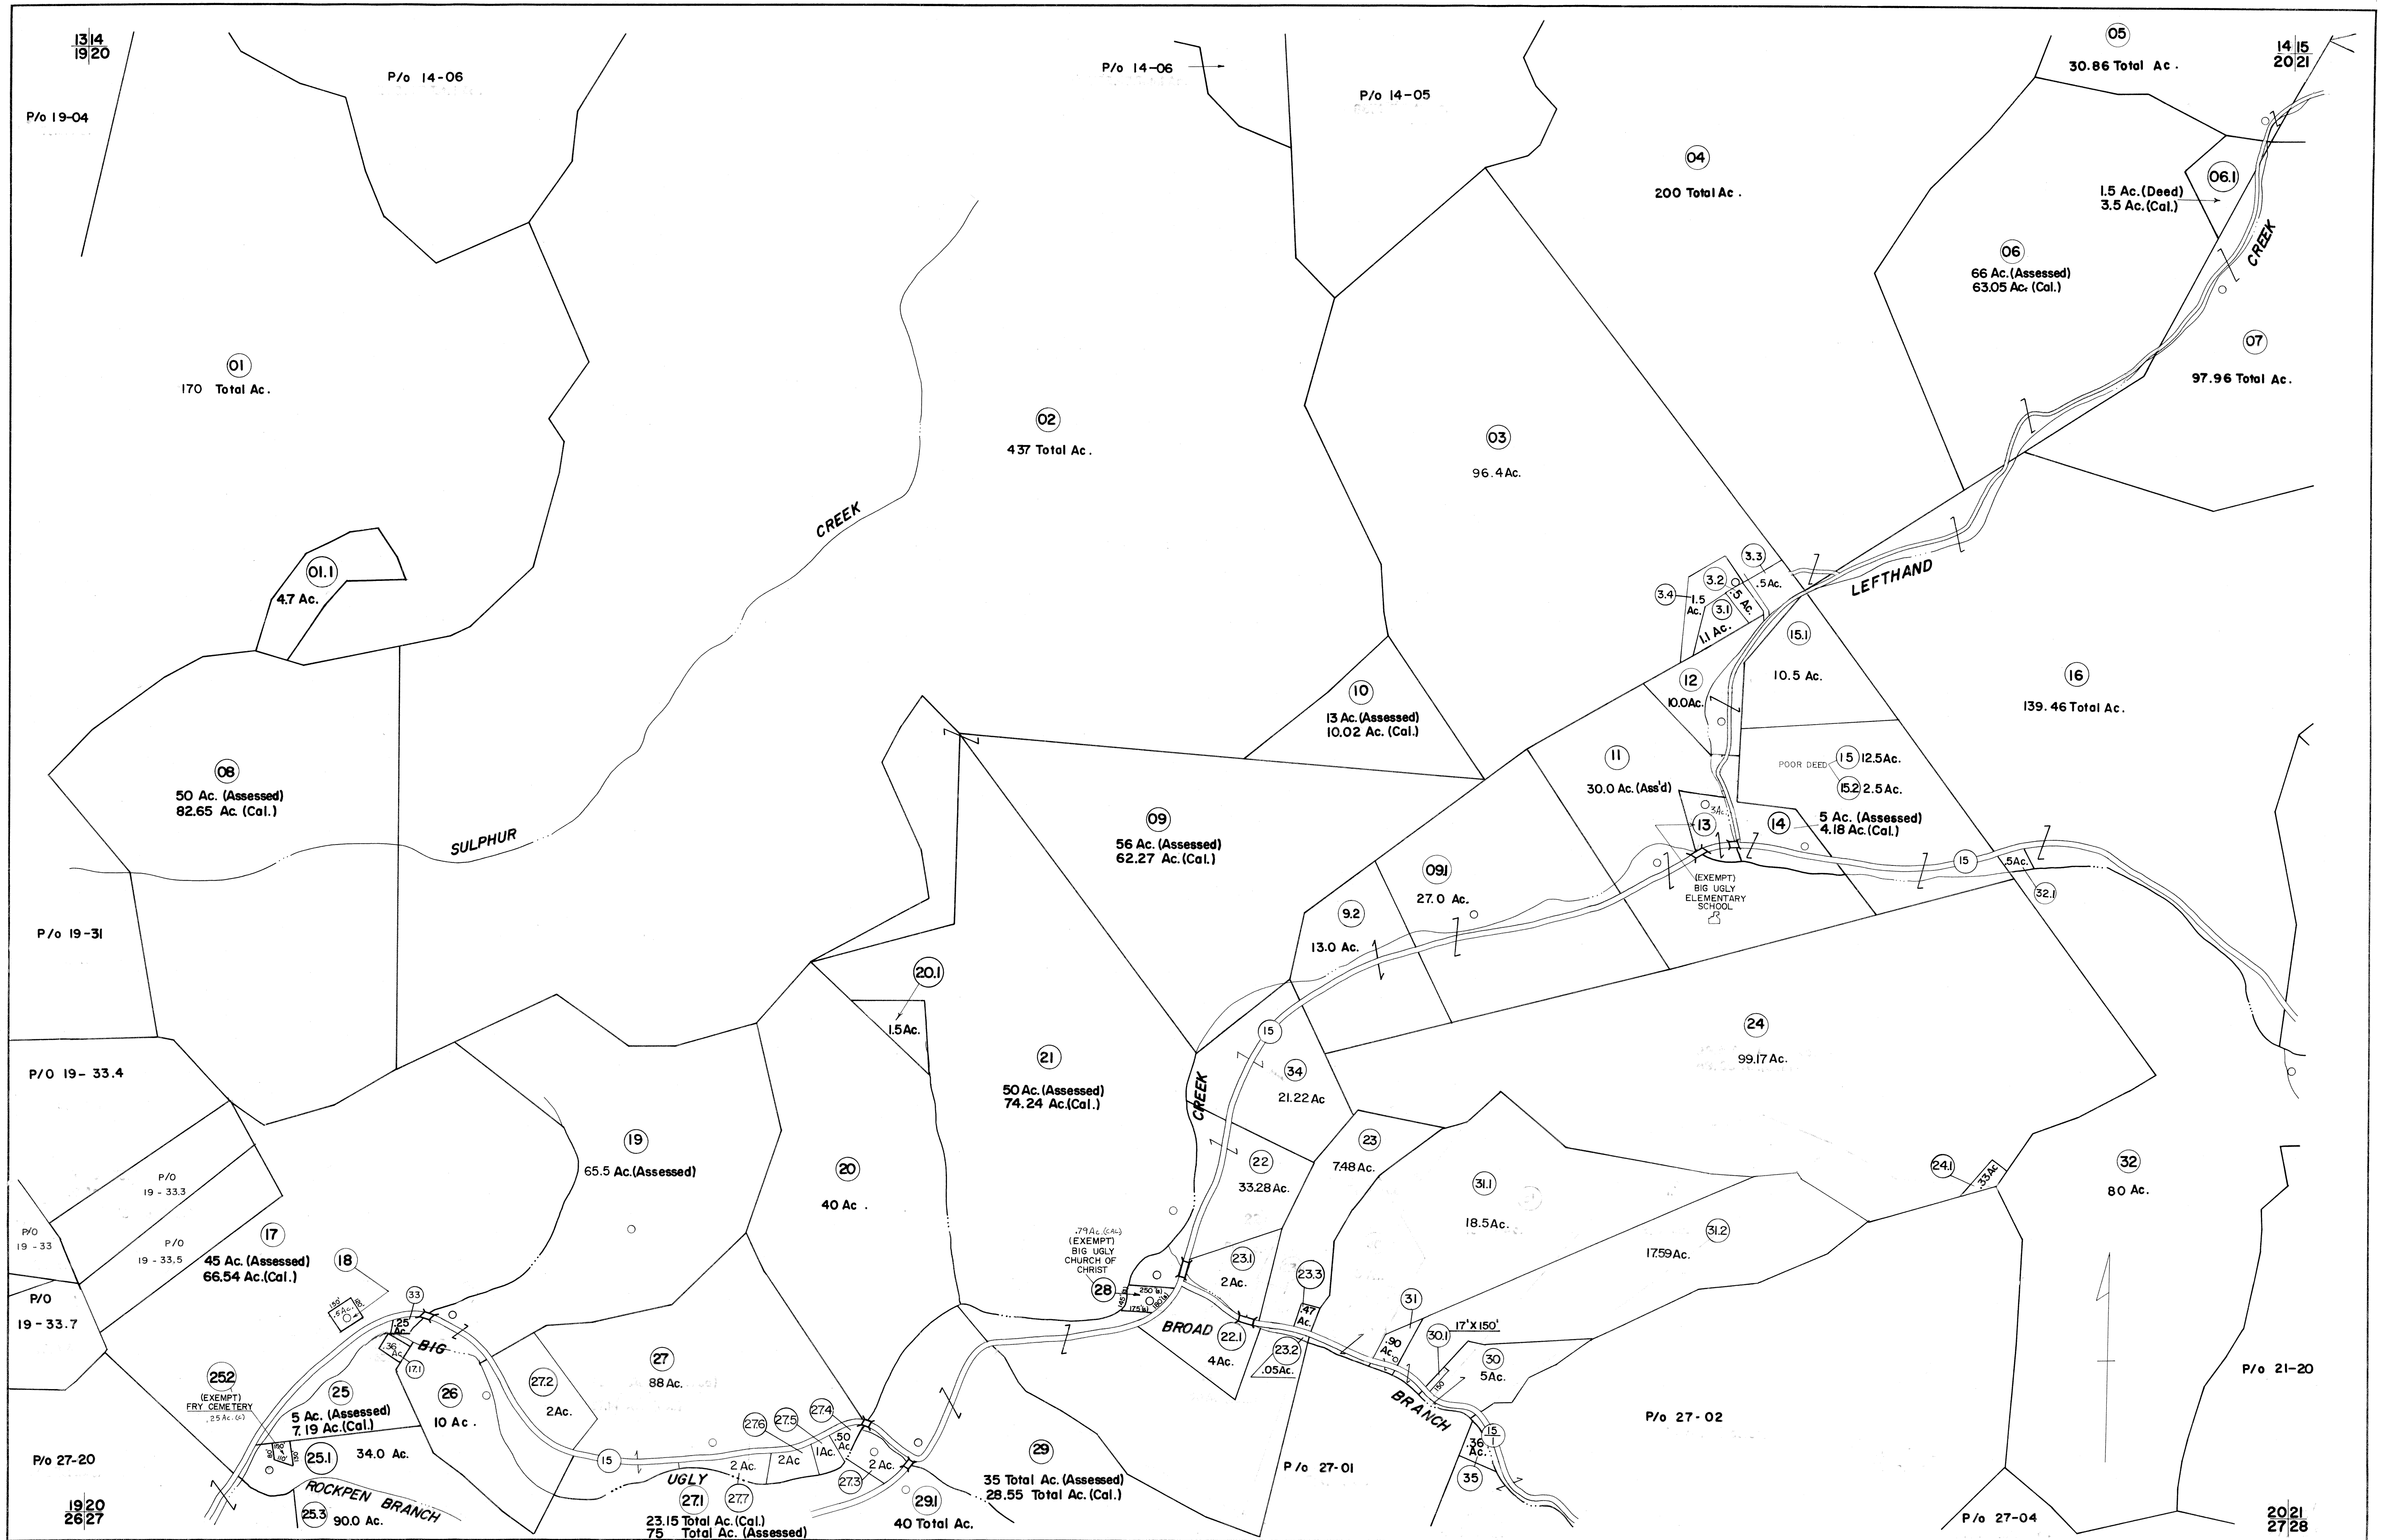 13 14
19 20
P/o 14-06
P/o 14-06
P/o 14-05
05
30.86 Total Ac.
14 15
20 21
P/o 19-04
04
200 Total Ac.
06.1
1.5 Ac.(Deed)
3.5 Ac.(Cal.)
06
66 Ac.(Assessed)
63.05 Ac. (Cal.)
CREEK
07
97.96 Total Ac.
01
170 Total Ac.
02
437 Total Ac.
03
96.4 Ac.
CREEK
01.1
4.7 Ac.
3.3
.5 Ac.
3.2
.5 Ac.
3.4
1.5
Ac.
3.1
1.1 Ac.
LEFTHAND
15.1
10.5 Ac.
12
10.0 Ac.
16
139.46 Total Ac.
10
13 Ac.(Assessed)
10.02 Ac. (Cal.)
08
50 Ac. (Assessed)
82.65 Ac. (Cal.)
11
30.0 Ac. (Ass'd)
POOR DEED
15 12.5 Ac.
15.2 2.5 Ac.
SULPHUR
09
56 Ac. (Assessed)
62.27 Ac.(Cal.)
13
14
5 Ac. (Assessed)
4.18 Ac.(Cal.)
15
.5 Ac.
32.1
(EXEMPT)
BIG UGLY
ELEMENTARY
SCHOOL
09.1
27.0 Ac.
9.2
13.0 Ac.
P/o 19-31
20.1
1.5 Ac.
15
24
99.17 Ac.
21
50 Ac.(Assessed)
74.24 Ac.(Cal.)
CREEK
34
21.22 Ac
P/O 19-33.4
19
65.5 Ac.(Assessed)
20
40 Ac.
22
33.28 Ac.
23
7.48 Ac.
31.1
18.5 Ac.
31.2
17.59 Ac.
24.1
.33 Ac
32
80 Ac.
P/O
19-33.3
P/O
19-33
P/O
19-33.5
17
45 Ac. (Assessed)
66.54 Ac.(Cal.)
18
150'
.5 Ac.
33
.25
Ac.
.79 Ac.(CAL)
(EXEMPT)
BIG UGLY
CHURCH OF
CHRIST
28
250'(s)
175'(s)
180'(s)
23.1
2 Ac.
23.3
.47
Ac.
P/O
19-33.7
BIG
.36
Ac
17.1
BROAD
22.1
4 Ac.
23.2
.05 Ac.
31
.90
Ac.
30.1
17' X 150'
150
30
5 Ac.
BRANCH
27
88 Ac.
27.2
2 Ac.
25.2
(EXEMPT)
FRY CEMETERY
.25 Ac.(c)
25
5 Ac. (Assessed)
7.19 Ac.(Cal.)
26
10 Ac.
P/o 21-20
P/o 27-02
27.6
27.5
27.4
.50
Ac.
1 Ac.
2 Ac
2 Ac.
2 Ac.
27.3
27.7
15
15
1
.36
Ac.
35
25.1
34.0 Ac.
P/o 27-20
29
35 Total Ac. (Assessed)
28.55 Total Ac. (Cal.)
P/o 27-01
UGLY
27.1
23.15 Total Ac.(Cal.)
75 Total Ac. (Assessed)
29.1
40 Total Ac.
ROCKPEN BRANCH
25.3 90.0 Ac.
19 20
26 27
P/o 27-04
20 21
27 28